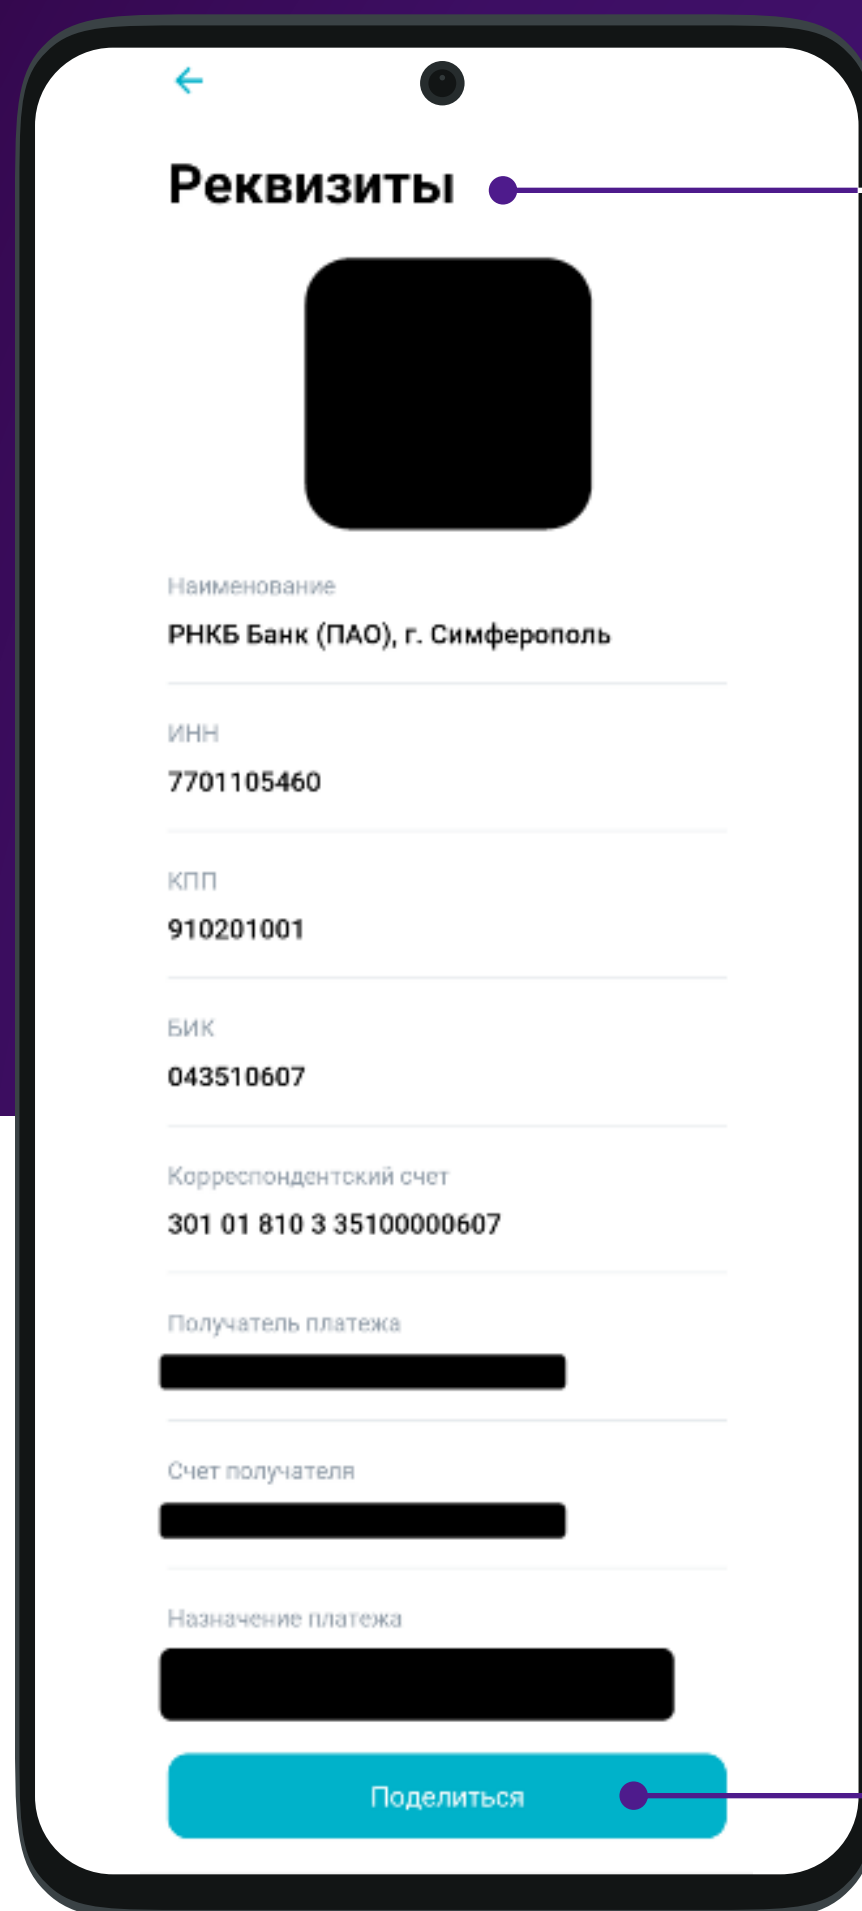 Реквизиты
Наименование
РНКБ Банк (ПАО), г. Симферополь
ИНН
7701105460
КПП
910201001
БИК
043510607
Корреспондентский счет
301 01 810 3 35100000607
Получатель платежа
Счет получателя
Назначение платежа
Поделиться